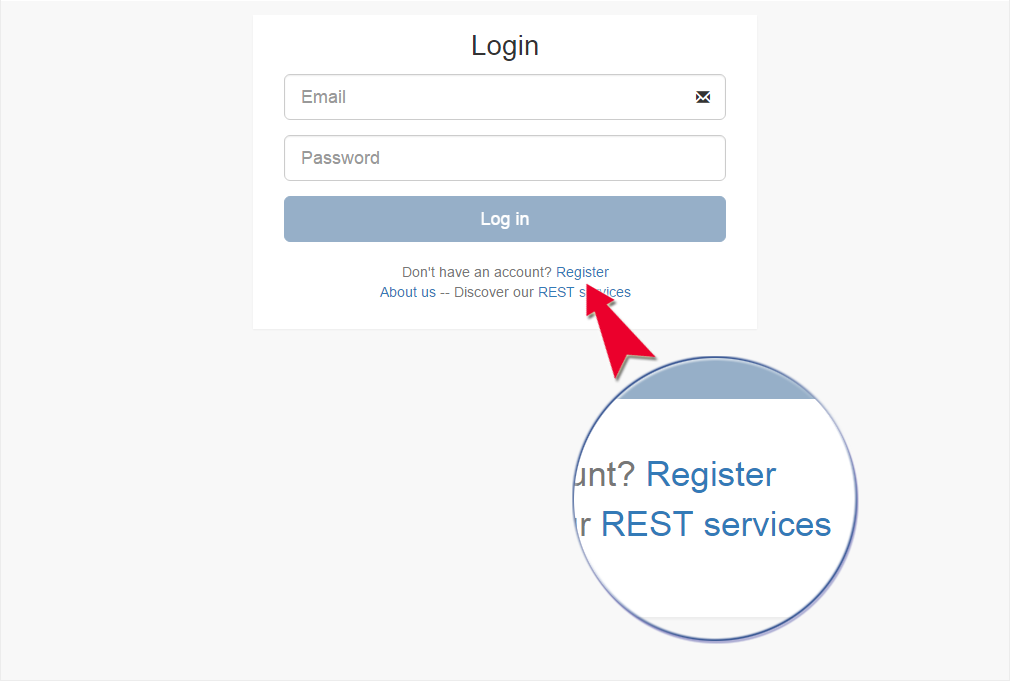 Login
Email
Password
Log in
Don't have an account? Register
About us -- Discover our REST services
unt? Register
r REST services